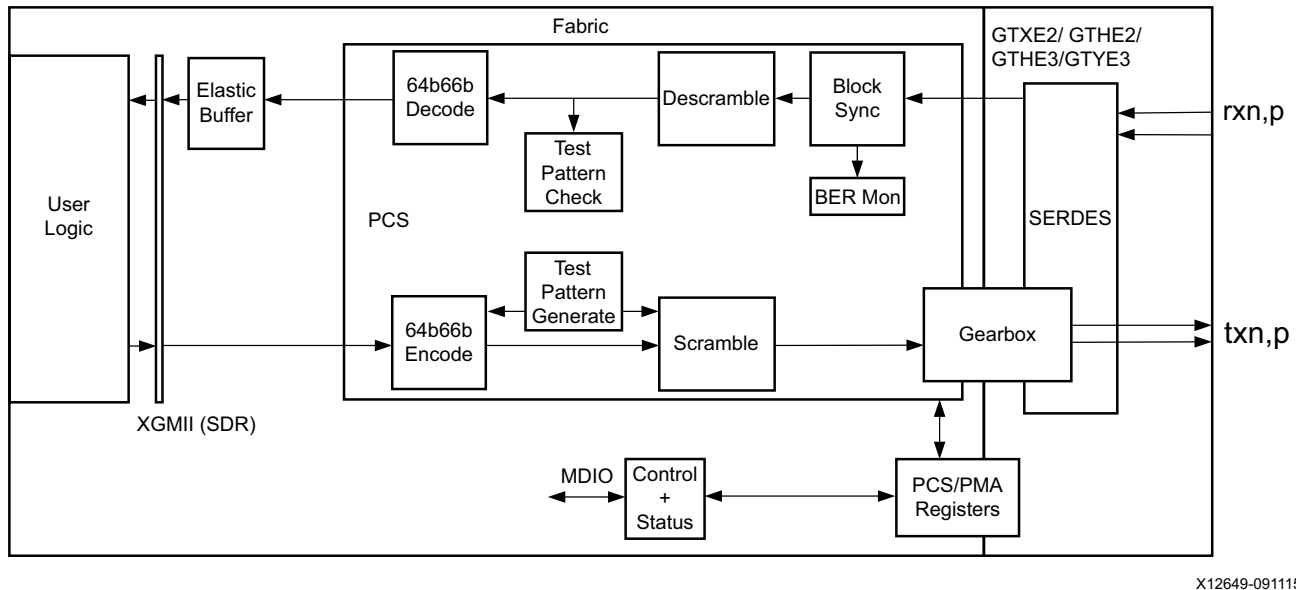 Fabric
GTXE2/ GTHE2/
GTHE3/GTYE3
User
Logic
Elastic
Buffer
64b66b
Decode
Descramble
Block
Sync
rxn,p
Test
Pattern
Check
BER Mon
PCS
SERDES
Test
Pattern
Generate
64b66b
Encode
Scramble
Gearbox
txn,p
XGMII (SDR)
MDIO
Control
+
Status
PCS/PMA
Registers
X12649-091115